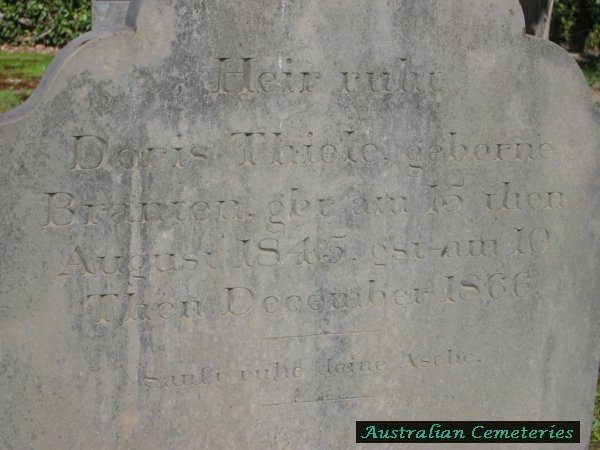 Heir ruht
Doris Thiele, geborne
Branten, gbr am 15 then
August 1845, gst am 10
Then December 1866.
Sanft ruhe deine Asche.
Australian Cemeteries